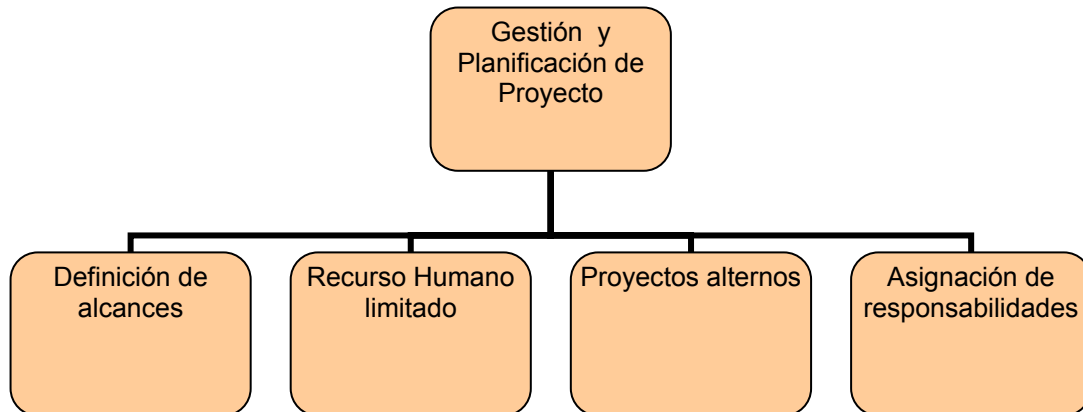 Gestión y
Planificación de
Proyecto
Definición de
alcances
Recurso Humano
limitado
Proyectos alternos
Asignación de
responsabilidades